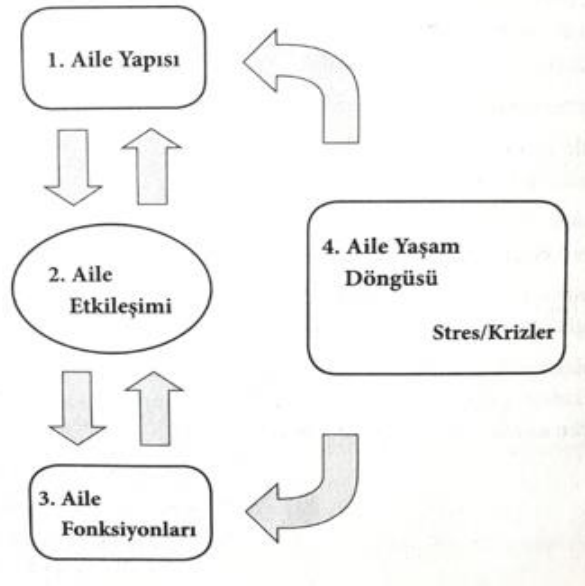 1. Aile Yapısı
2. Aile
Etkileşimi
3. Aile
Fonksiyonları
4. Aile Yaşam
Döngüsü
Stres/Krizler